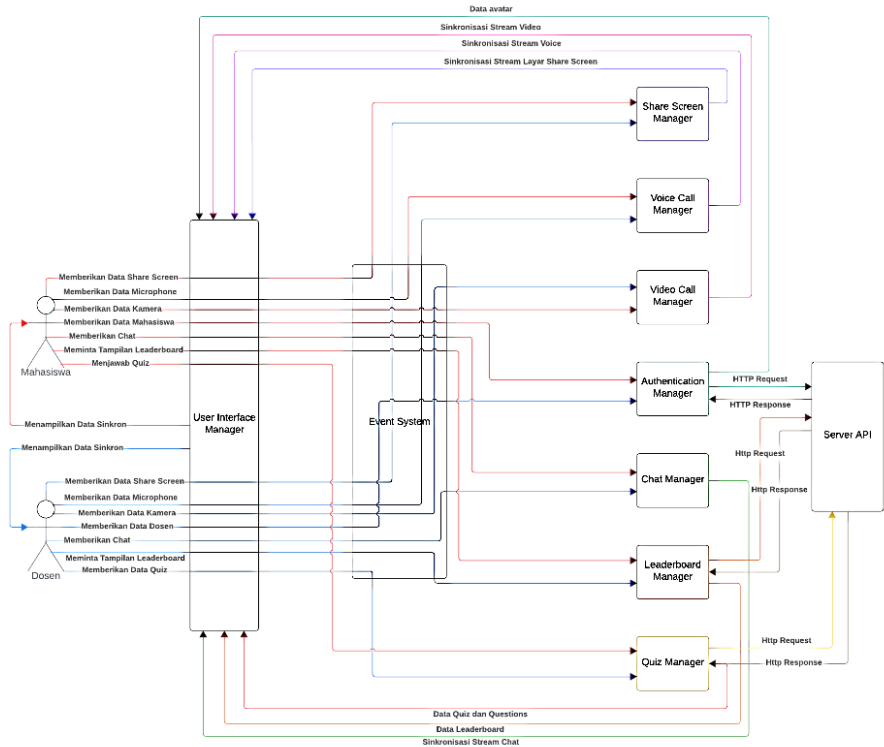 Data avatar
Sinkronisasi Stream Video
Sinkronisasi Stream Voice
Sinkronisasi Stream Layar Share Screen
Share Screen
Manager
Voice Call
Manager
Video Call
Manager
Memberikan Data Share Screen
Memberikan Data Microphone
Memberikan Data Kamera
Memberikan Data Mahasiswa
Memberikan Chat
Meminta Tampilan Leaderboard
Menjawab Quiz
Mahasiswa
Menampilkan Data Sinkron
User Interface
Manager
Event System
Menampilkan Data Sinkron
Authentication
Manager
HTTP Request
HTTP Response
Server API
Http Request
Http Response
Chat Manager
Memberikan Data Share Screen
Memberikan Data Microphone
Memberikan Data Kamera
Memberikan Data Dosen
Memberikan Chat
Meminta Tampilan Leaderboard
Memberikan Data Quiz
Dosen
Leaderboard
Manager
Quiz Manager
Http Request
Http Response
Data Quiz dan Questions
Data Leaderboard
Sinkronisasi Stream Chat